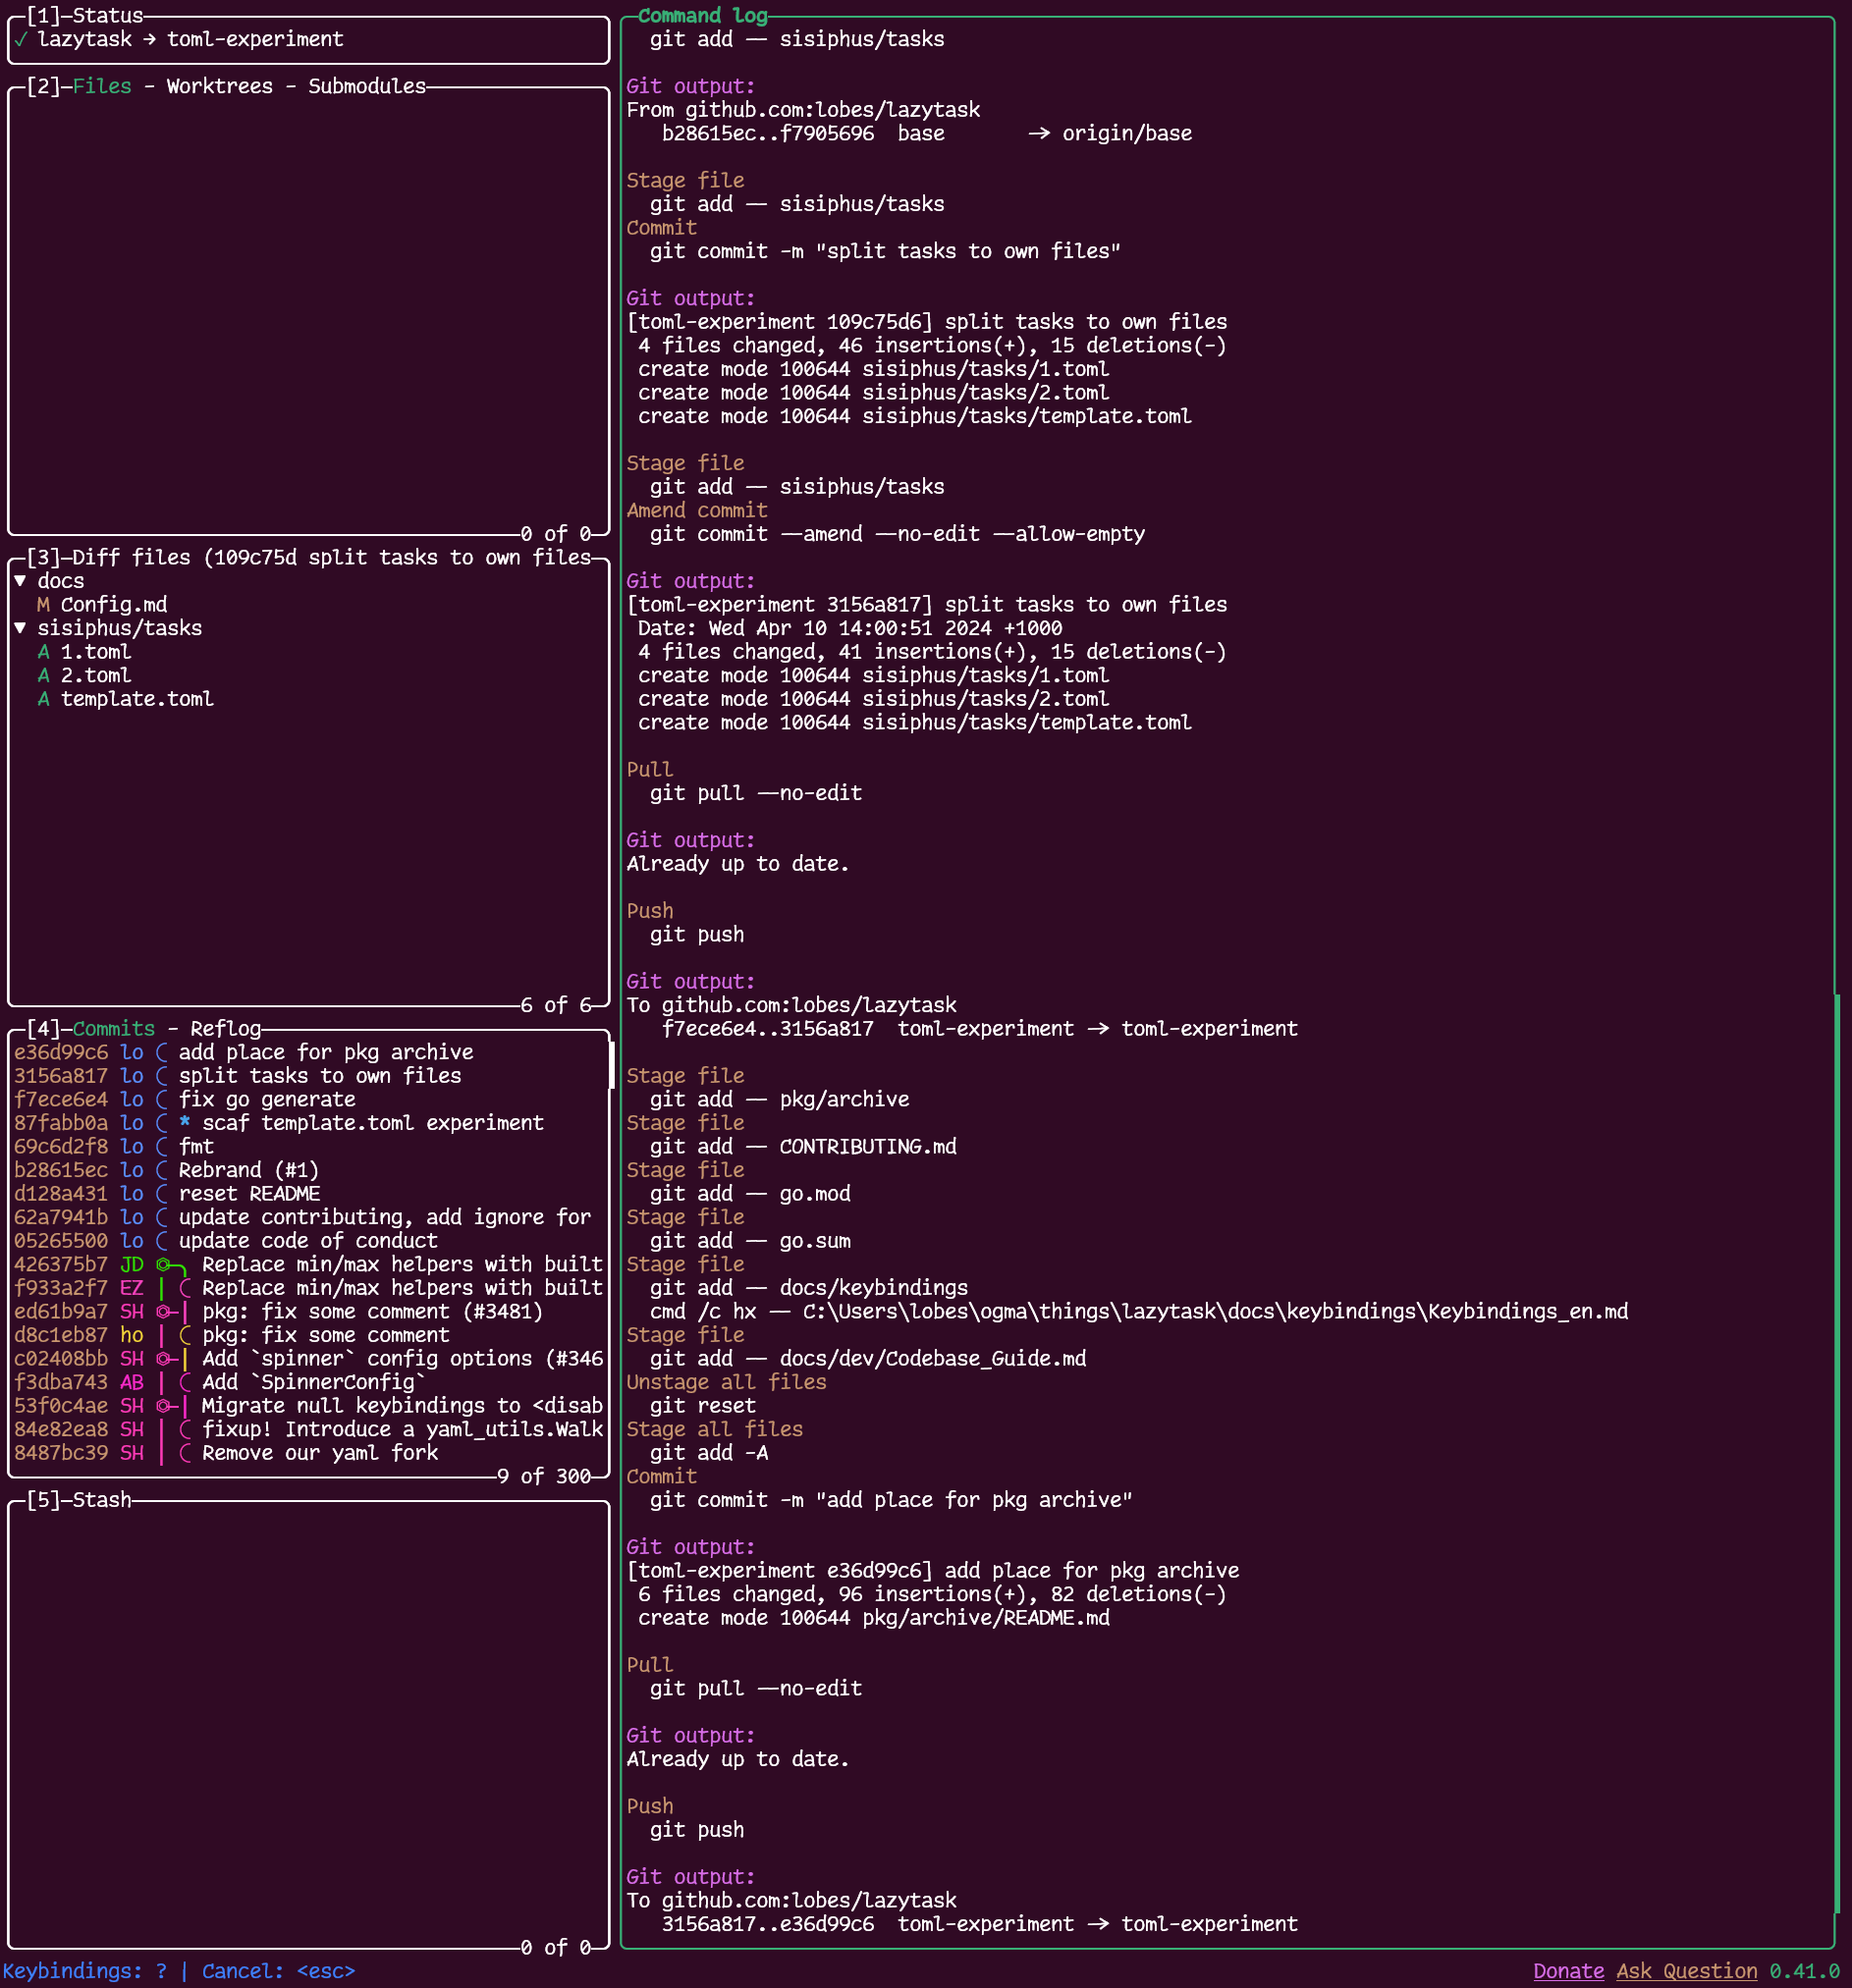 [1]-Status
✓ lazytask → toml-experiment
[2]-Files - Worktrees - Submodules
0 of 0
[3]-Diff files (109c75d split tasks to own files
▼ docs
M Config.md
▼ sisiphus/tasks
A 1.toml
A 2.toml
A template.toml
6 of 6
[4]-Commits - Reflog
e36d99c6 lo add place for pkg archive
3156a817 lo split tasks to own files
f7ece6e4 lo fix go generate
87fabb0a lo * scaf template.toml experiment
69c6d2f8 lo fmt
b28615ec lo Rebrand (#1)
d128a431 lo reset README
62a7941b lo update contributing, add ignore for
05265500 lo update code of conduct
426375b7 JD Replace min/max helpers with built
f933a2f7 EZ Replace min/max helpers with built
ed61b9a7 SH pkg: fix some comment (#3481)
d8c1eb87 ho pkg: fix some comment
c02408bb SH Add `spinner` config options (#346
f3dba743 AB Add `SpinnerConfig`
53f0c4ae SH Migrate null keybindings to <disab
84e82ea8 SH fixup! Introduce a yaml_utils.Walk
8487bc39 SH Remove our yaml fork
9 of 300
[5]-Stash
0 of 0
Command log
git add -- sisiphus/tasks
Git output:
From github.com:lobes/lazytask
b28615ec..f7905696 base -> origin/base
Stage file
git add -- sisiphus/tasks
Commit
git commit -m "split tasks to own files"
Git output:
[toml-experiment 109c75d6] split tasks to own files
4 files changed, 46 insertions(+), 15 deletions(-)
create mode 100644 sisiphus/tasks/1.toml
create mode 100644 sisiphus/tasks/2.toml
create mode 100644 sisiphus/tasks/template.toml
Stage file
git add -- sisiphus/tasks
Amend commit
git commit --amend --no-edit --allow-empty
Git output:
[toml-experiment 3156a817] split tasks to own files
Date: Wed Apr 10 14:00:51 2024 +1000
4 files changed, 41 insertions(+), 15 deletions(-)
create mode 100644 sisiphus/tasks/1.toml
create mode 100644 sisiphus/tasks/2.toml
create mode 100644 sisiphus/tasks/template.toml
Pull
git pull --no-edit
Git output:
Already up to date.
Push
git push
Git output:
To github.com:lobes/lazytask
f7ece6e4..3156a817 toml-experiment -> toml-experiment
Stage file
git add -- pkg/archive
Stage file
git add -- CONTRIBUTING.md
Stage file
git add -- go.mod
Stage file
git add -- go.sum
Stage file
git add -- docs/keybindings
cmd /c hx -- C:\Users\lobes\ogma\things\lazytask\docs\keybindings\Keybindings_en.md
Stage file
git add -- docs/dev/Codebase_Guide.md
Unstage all files
git reset
Stage all files
git add -A
Commit
git commit -m "add place for pkg archive"
Git output:
[toml-experiment e36d99c6] add place for pkg archive
6 files changed, 96 insertions(+), 82 deletions(-)
create mode 100644 pkg/archive/README.md
Pull
git pull --no-edit
Git output:
Already up to date.
Push
git push
Git output:
To github.com:lobes/lazytask
3156a817..e36d99c6 toml-experiment -> toml-experiment
Keybindings: ? | Cancel: <esc>
Donate Ask Question 0.41.0